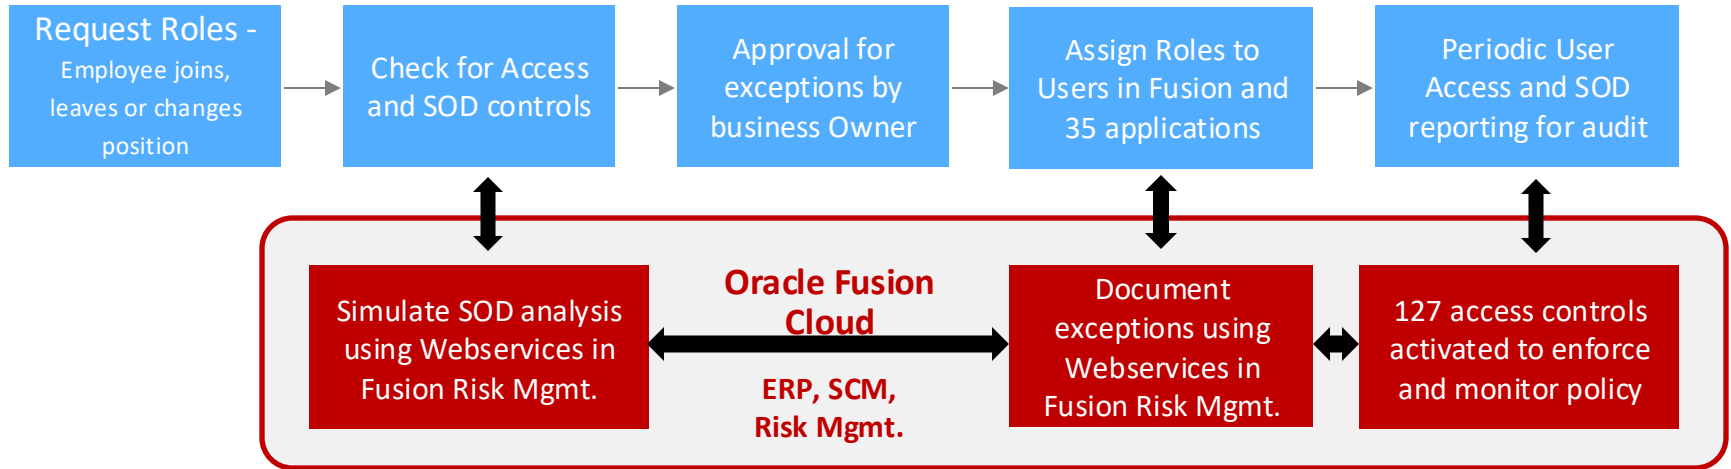 Request Roles -
Employee joins,
leaves or changes
position
Check for Access
and SOD controls
Approval for
exceptions by
business Owner
Assign Roles to
Users in Fusion and
35 applications
Periodic User
Access and SOD
reporting for audit
Simulate SOD analysis
using Webservices in
Fusion Risk Mgmt.
Oracle Fusion
Cloud
ERP, SCM,
Risk Mgmt.
Document
exceptions using
Webservices in
Fusion Risk Mgmt.
127 access controls
activated to enforce
and monitor policy